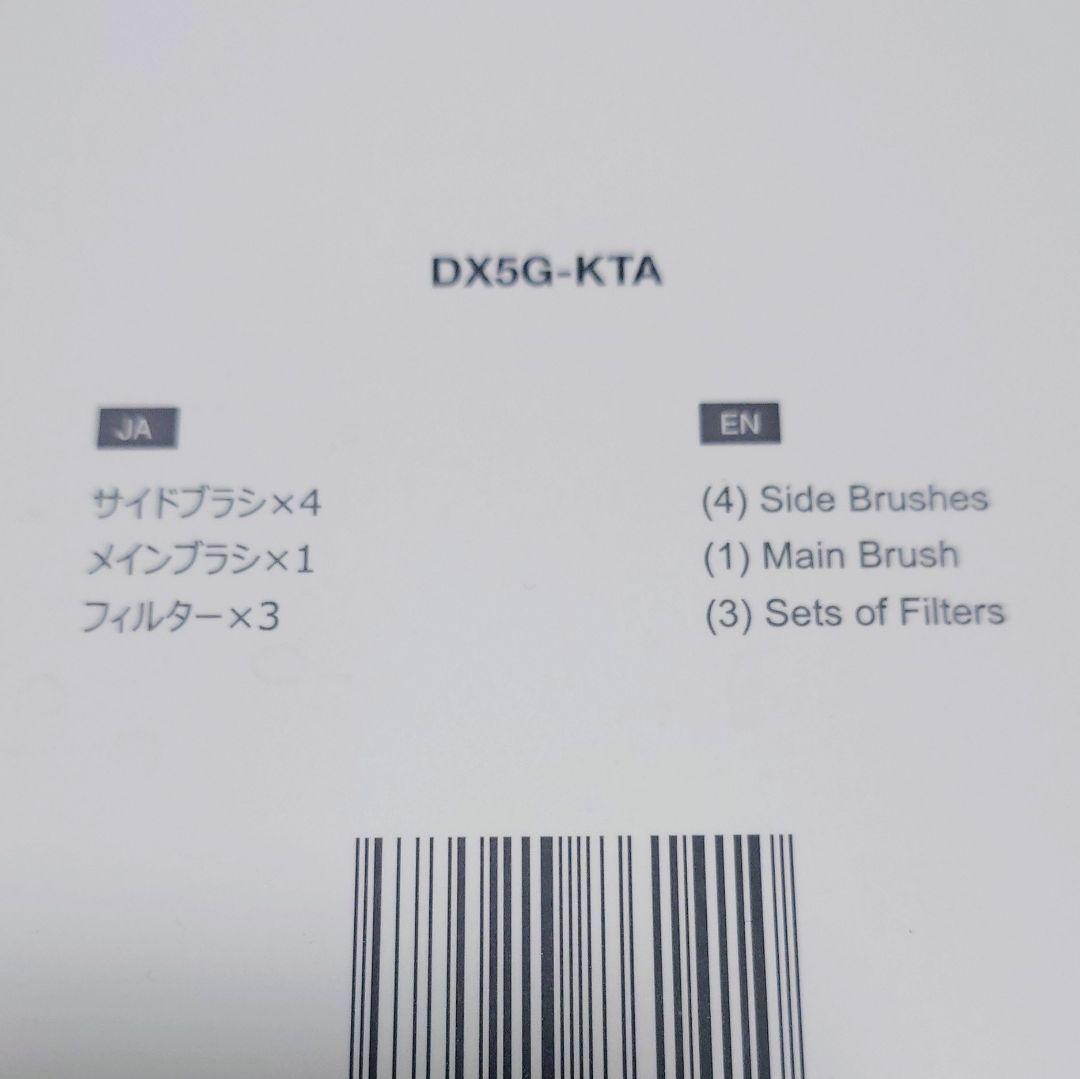 DX5G-KTA
JA
サイドブラシ×4
メインブラシ×1
フィルター×3
EN
(4) Side Brushes
(1) Main Brush
(3) Sets of Filters